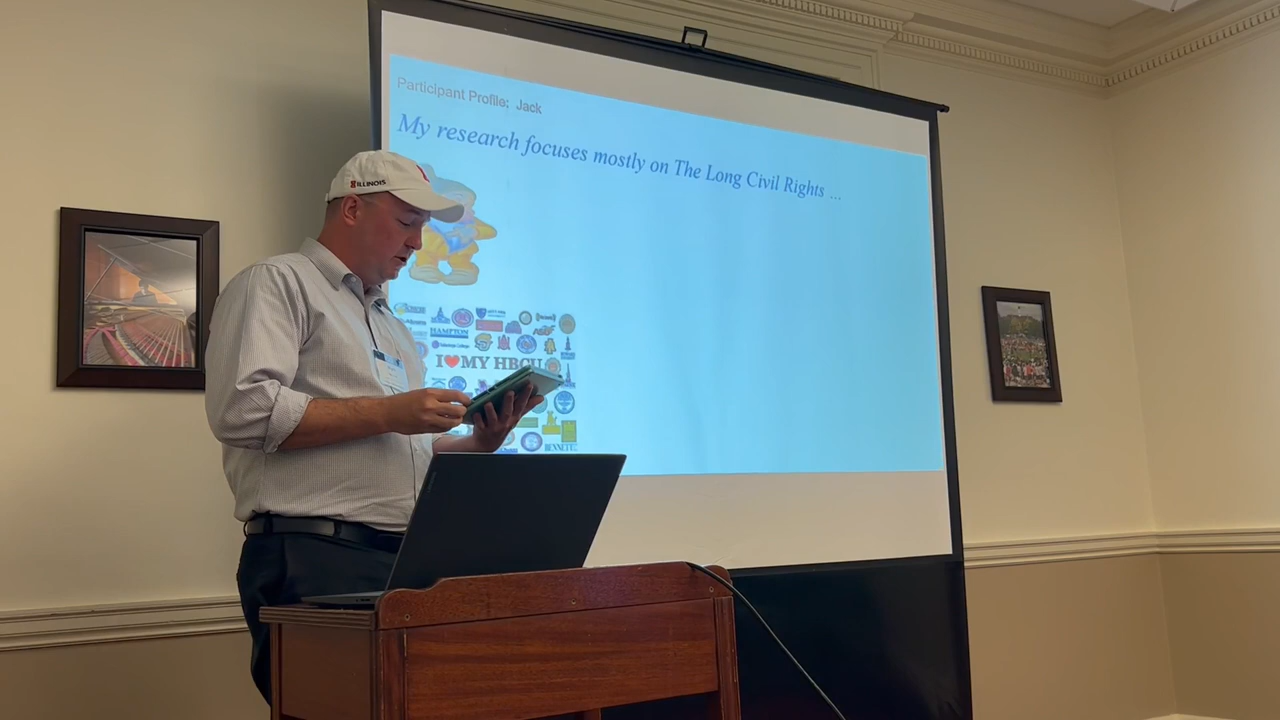 Participant Profile; Jack
My research focuses mostly on The Long Civil Rights ...
ILLINOIS
HAMPTON
I❤MY HBCU
BENNETT